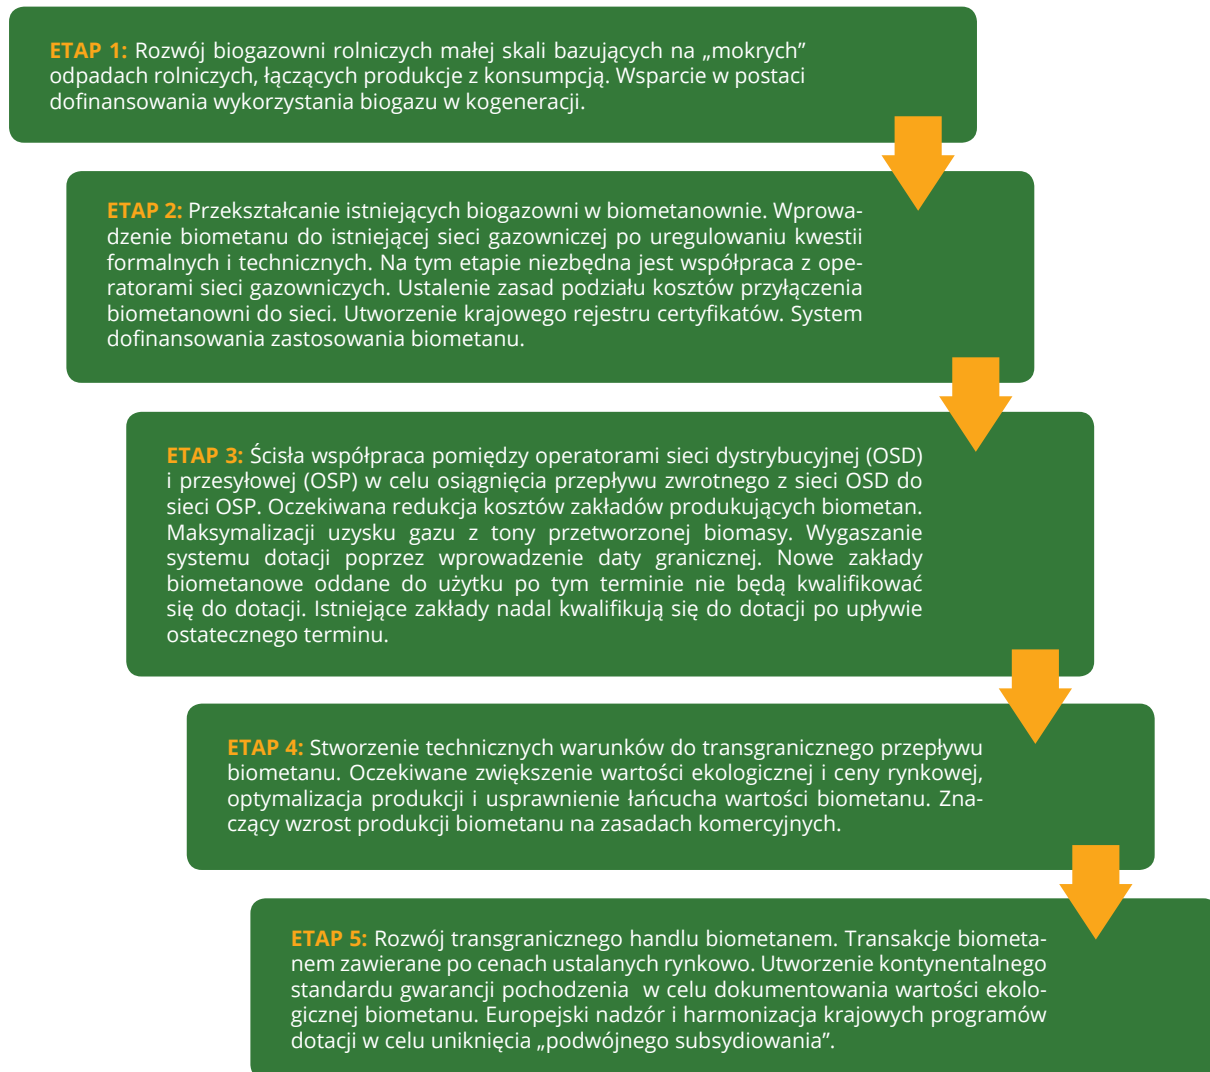 ETAP 1: Rozwój biogazowni rolniczych małej skali bazujących na „mokrych”
odpadach rolniczych, łączących produkcje z konsumpcją. Wsparcie w postaci
dofinansowania wykorzystania biogazu w kogeneracji.
ETAP 2: Przekształcanie istniejących biogazowni w biometanownie. Wprowa-
dzenie biometanu do istniejącej sieci gazowniczej po uregulowaniu kwestii
formalnych i technicznych. Na tym etapie niezbędna jest współpraca z ope-
ratorami sieci gazowniczych. Ustalenie zasad podziału kosztów przyłączenia
biometanowni do sieci. Utworzenie krajowego rejestru certyfikatów. System
dofinansowania zastosowania biometanu.
ETAP 3: Ścisła współpraca pomiędzy operatorami sieci dystrybucyjnej (OSD)
i przesyłowej (OSP) w celu osiągnięcia przepływu zwrotnego z sieci OSD do
sieci OSP. Oczekiwana redukcja kosztów zakładów produkujących biometan.
Maksymalizacji uzysku gazu z tony przetworzonej biomasy. Wygaszanie
systemu dotacji poprzez wprowadzenie daty granicznej. Nowe zakłady
biometanowe oddane do użytku po tym terminie nie będą kwalifikować
się do dotacji. Istniejące zakłady nadal kwalifikują się do dotacji po upływie
ostatecznego terminu.
ETAP 4: Stworzenie technicznych warunków do transgranicznego przepływu
biometanu. Oczekiwane zwiększenie wartości ekologicznej i ceny rynkowej,
optymalizacja produkcji i usprawnienie łańcucha wartości biometanu. Zna-
czący wzrost produkcji biometanu na zasadach komercyjnych.
ETAP 5: Rozwój transgranicznego handlu biometanem. Transakcje biometa-
nem zawierane po cenach ustalanych rynkowo. Utworzenie kontynentalnego
standardu gwarancji pochodzenia w celu dokumentowania wartości ekolo-
gicznej biometanu. Europejski nadzór i harmonizacja krajowych programów
dotacji w celu uniknięcia „podwójnego subsydiowania”.